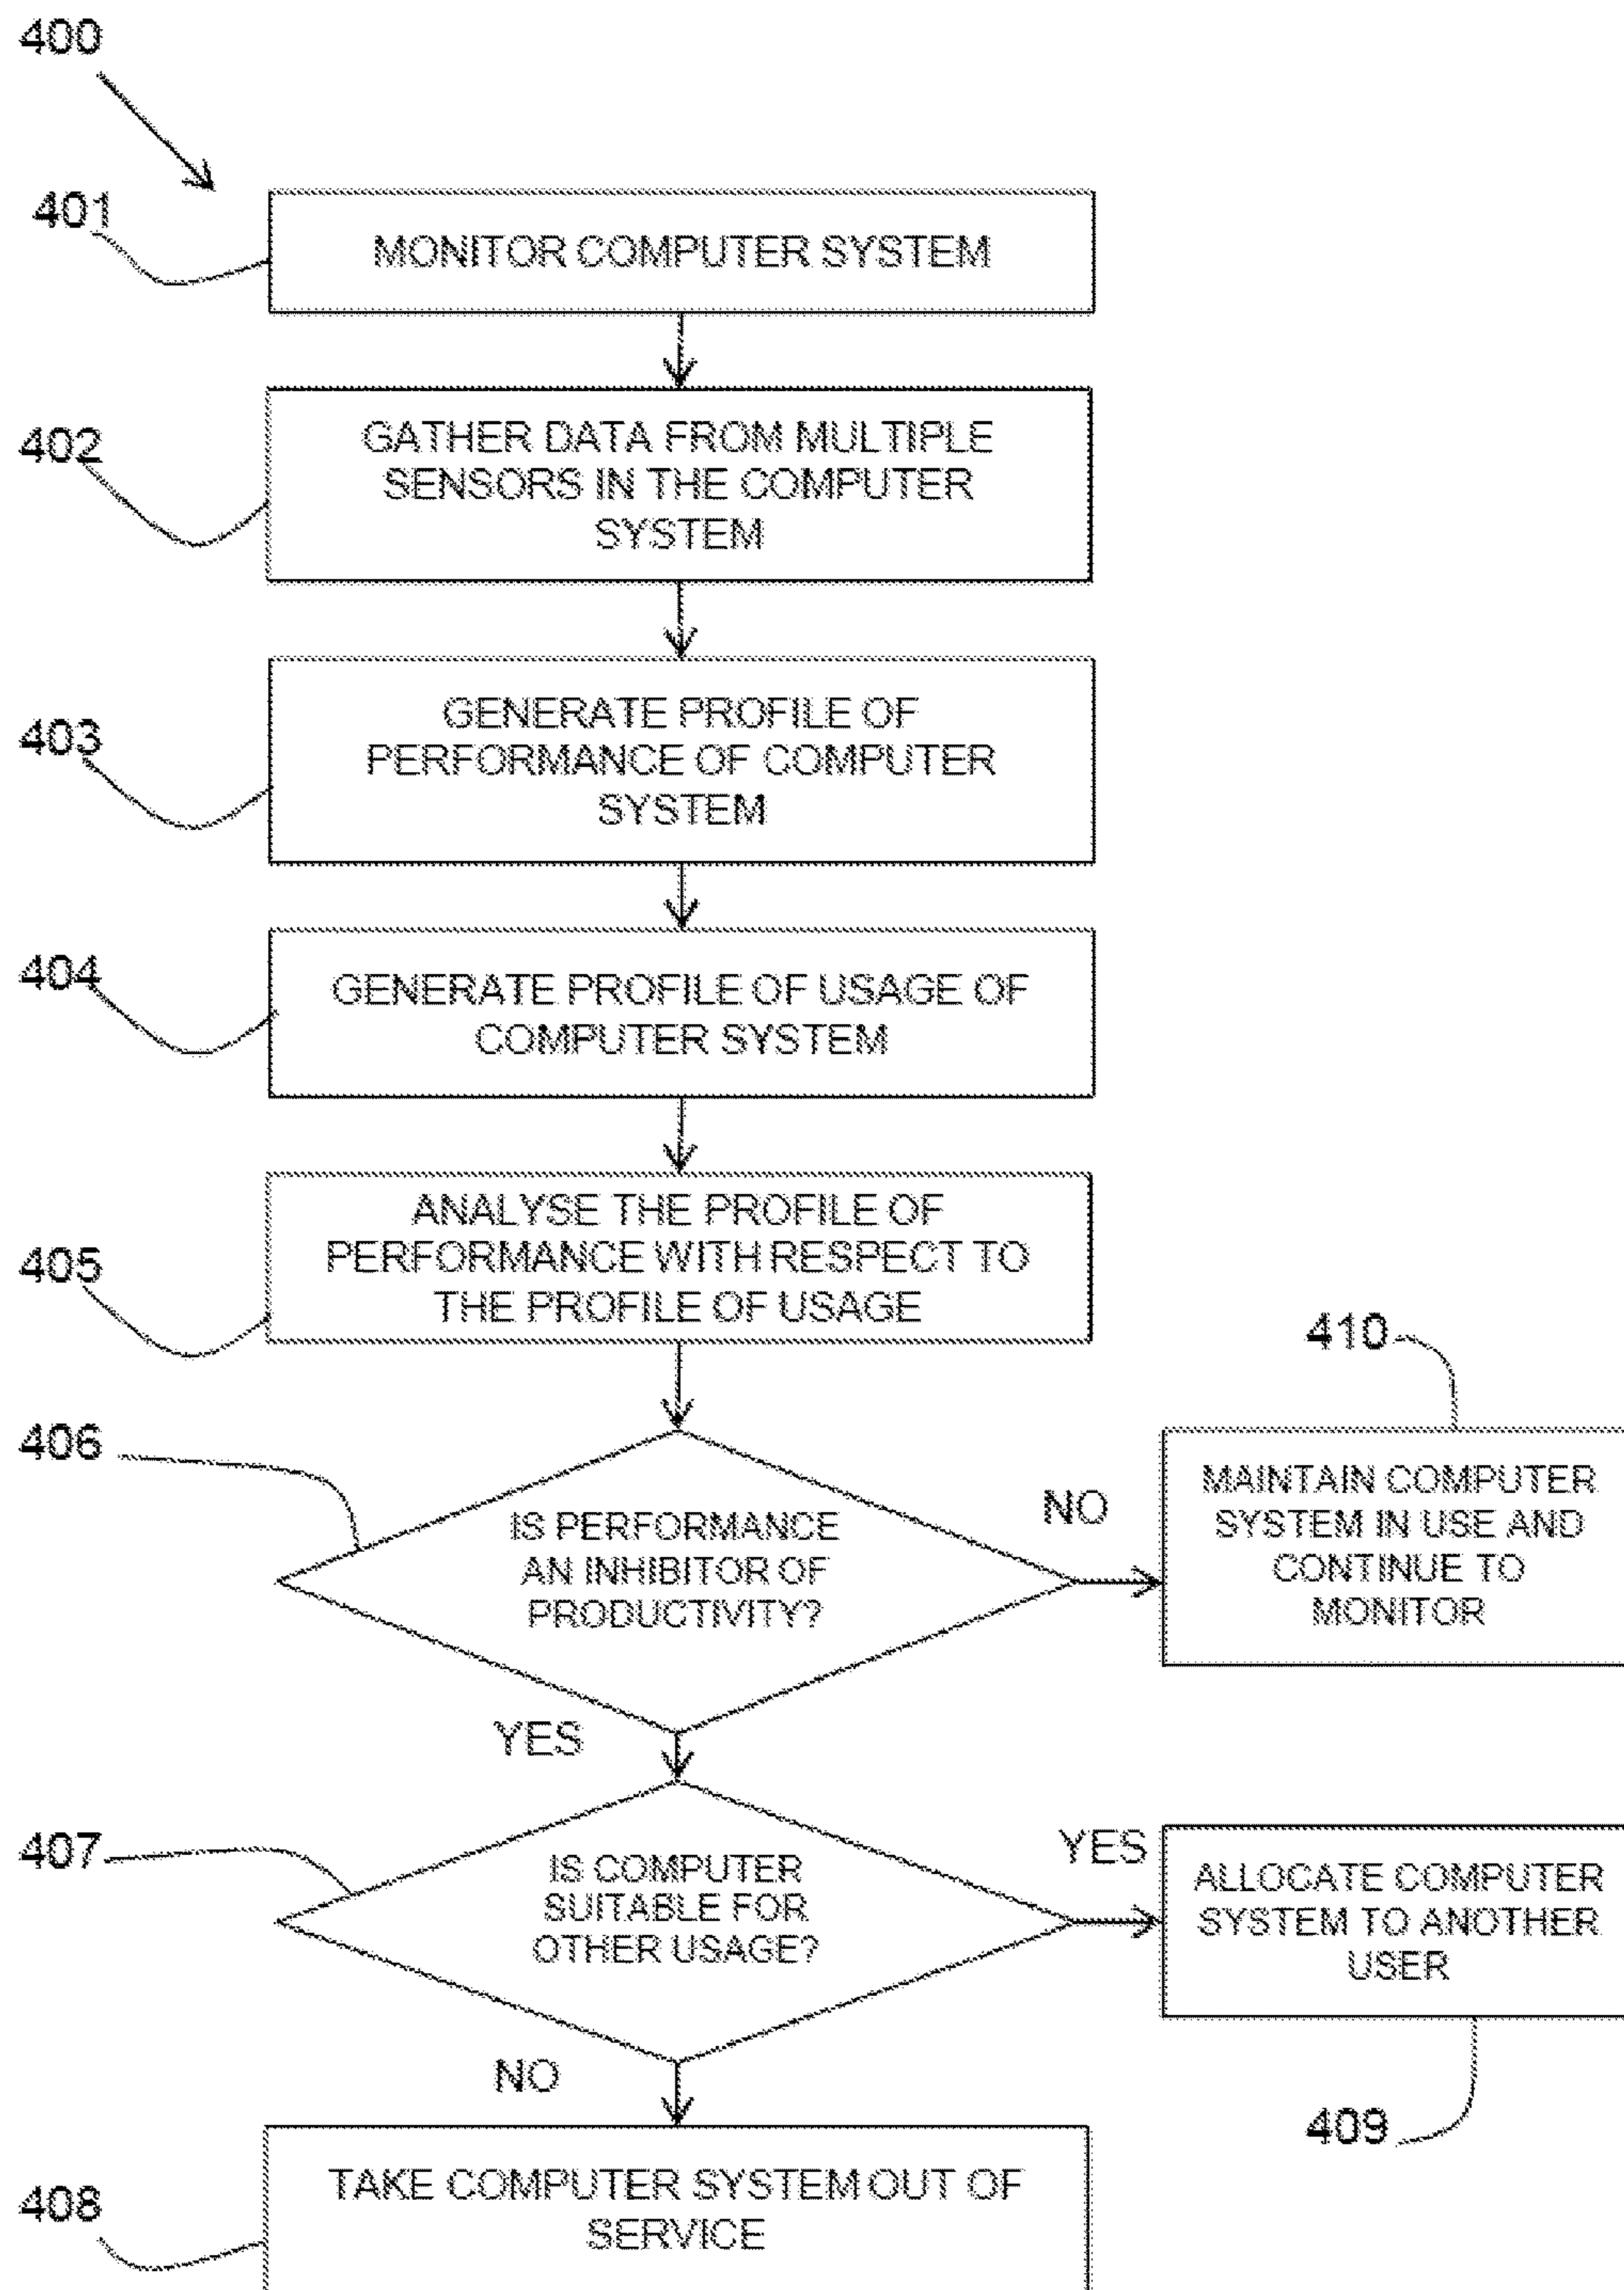 400
401
MONITOR COMPUTER SYSTEM
402
GATHER DATA FROM MULTIPLE
SENSORS IN THE COMPUTER
SYSTEM
403
GENERATE PROFILE OF
PERFORMANCE OF COMPUTER
SYSTEM
404
GENERATE PROFILE OF USAGE OF
COMPUTER SYSTEM
405
ANALYSE THE PROFILE OF
PERFORMANCE WITH RESPECT TO
THE PROFILE OF USAGE
406
IS PERFORMANCE
AN INHIBITOR OF
PRODUCTIVITY?
NO
410
MAINTAIN COMPUTER
SYSTEM IN USE AND
CONTINUE TO
MONITOR
YES
407
IS COMPUTER
SUITABLE FOR
OTHER USAGE?
YES
ALLOCATE COMPUTER
SYSTEM TO ANOTHER
USER
409
NO
408
TAKE COMPUTER SYSTEM OUT OF
SERVICE